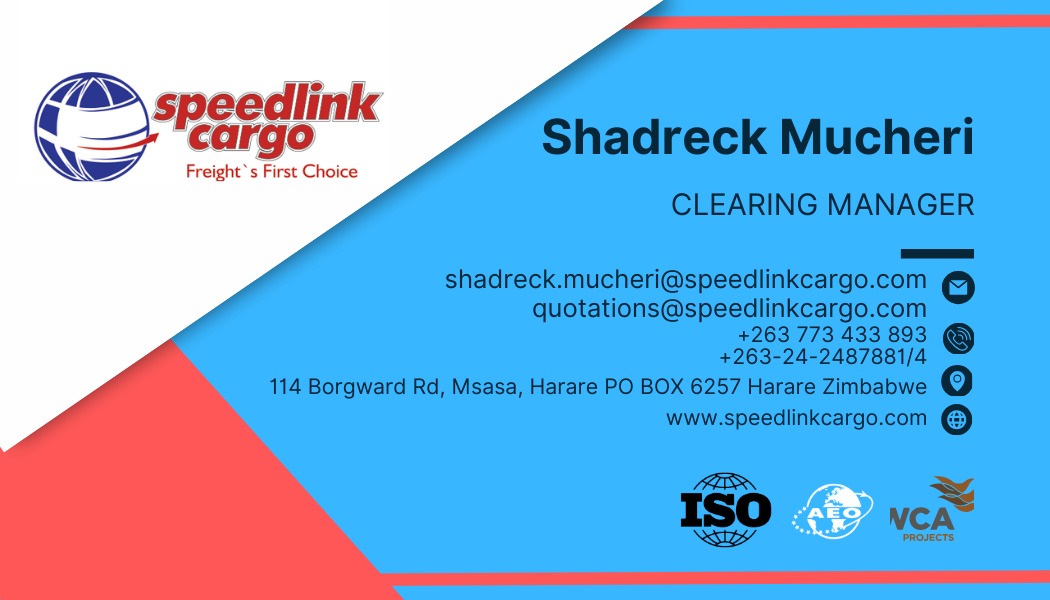 speedlink
cargo
Freight`s First Choice
Shadreck Mucheri
CLEARING MANAGER
shadreck.mucheri@speedlinkcargo.com
quotations@speedlinkcargo.com
+263 773 433 893
+263-24-2487881/4
114 Borgward Rd, Msasa, Harare PO BOX 6257 Harare Zimbabwe
www.speedlinkcargo.com
ISO
AEO
WCA
PROJECTS